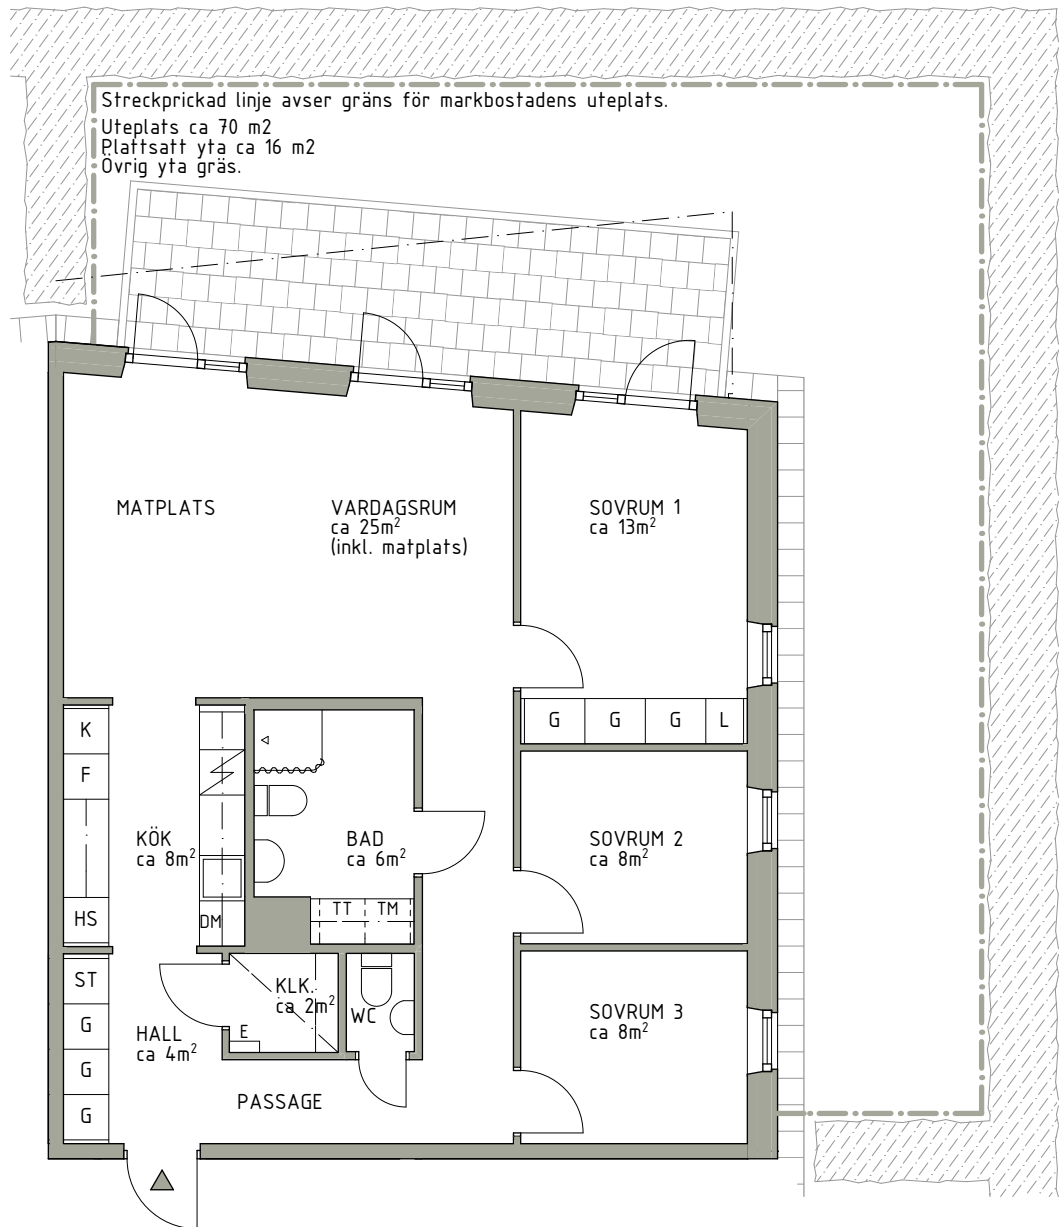 Streckprickad linje avser gräns för markbostadens uteplats.
Uteplats ca 70 m2
Plattsatt yta ca 16 m2
Övrig yta gräs.
MATPLATS
VARDAGSRUM
ca 25m²
(inkl. matplats)
SOVRUM 1
ca 13m²
G
G
G
L
K
F
KÖK
ca 8m²
HS
DM
BAD
ca 6m²
TT
TM
SOVRUM 2
ca 8m²
ST
G
G
G
HALL
ca 4m²
KLK.
ca 2m²
E
WC
SOVRUM 3
ca 8m²
PASSAGE